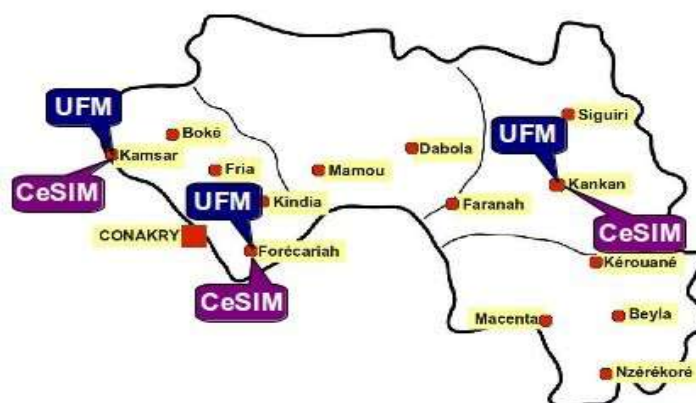 UFM
Boké
Kamsar
CeSIM
Fria
Mamou
Dabola
Siguiri
UFM
Kankan
CeSIM
UFM
Kindia
Faranah
CONAKRY
Forécariah
CeSIM
Kérouané
Macenta
Beyla
Nzérékoré